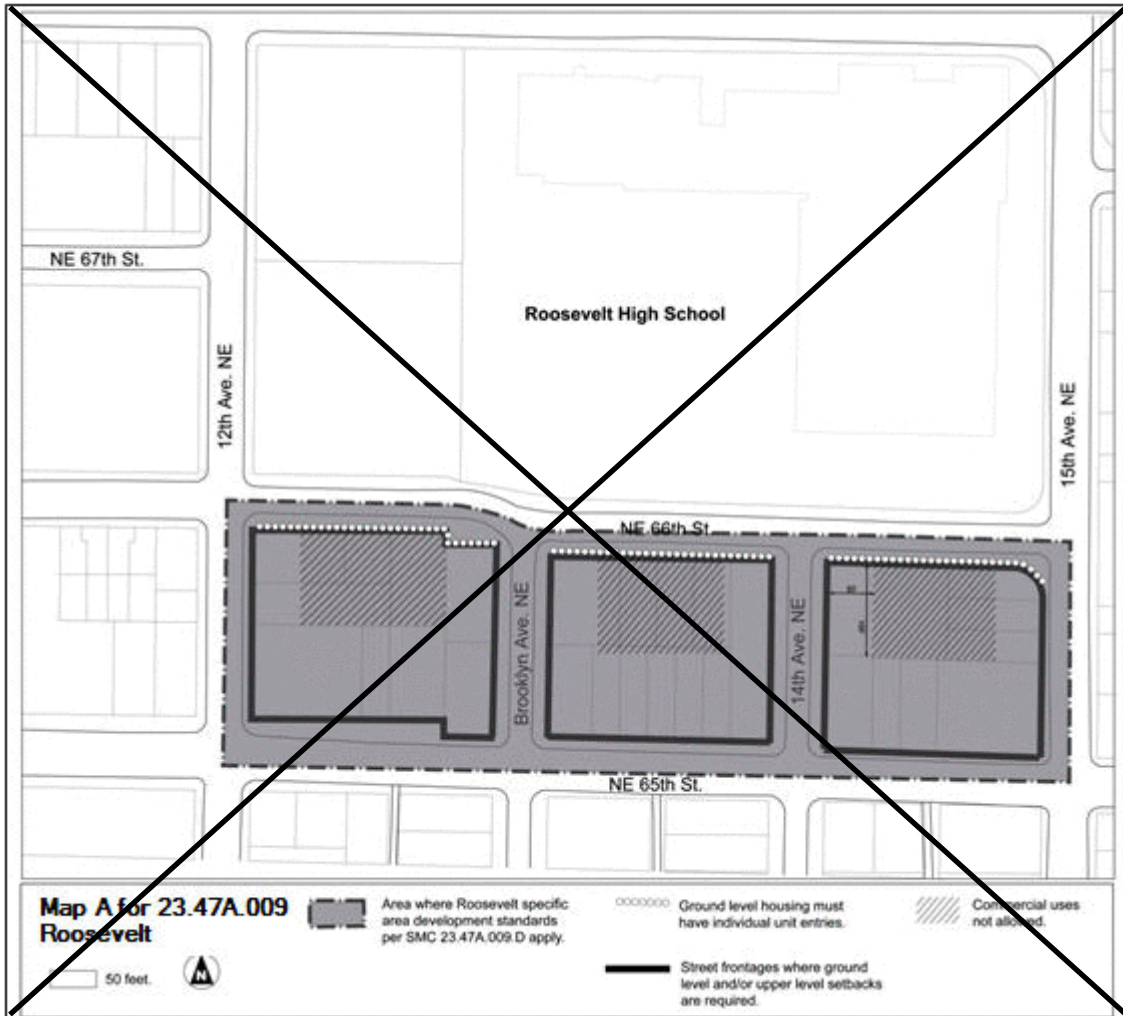 NE 67th St.
Roosevelt High School
12th Ave. NE
15th Ave. NE
NE 66th St.
Brooklyn Ave. NE
14th Ave. NE
NE 65th St.
Map A for 23.47A.009
Roosevelt
50 feet.
N
Area where Roosevelt specific
area development standards
per SMC 23.47A.009.D apply.
Ground level housing must
have individual unit entries.
Street frontages where ground
level and/or upper level setbacks
are required.
Commercial uses
not allowed.